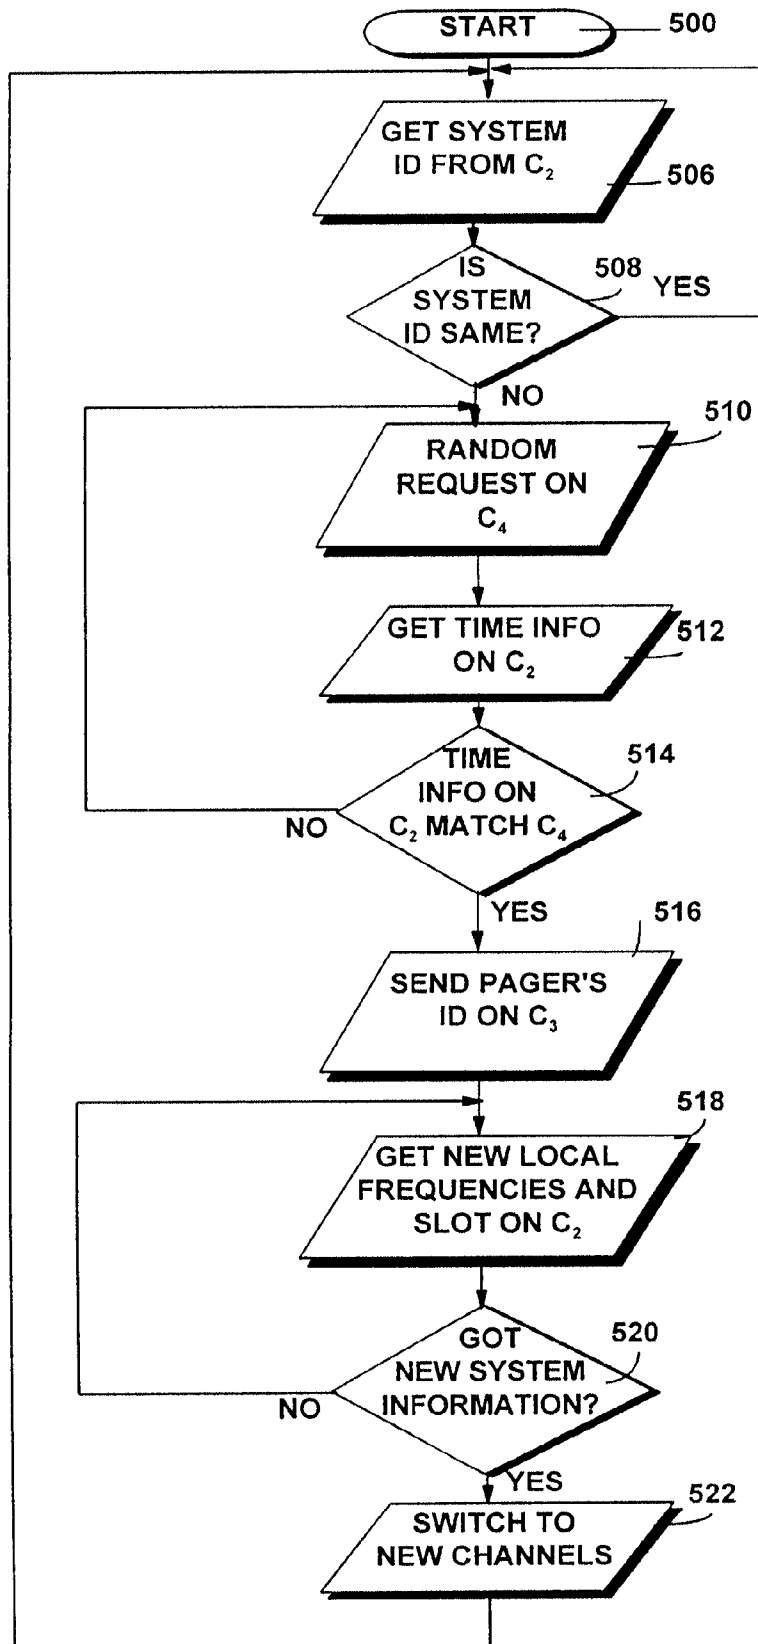 START
500
GET SYSTEM
ID FROM C₂
506
IS
SYSTEM
ID SAME?
508
YES
NO
510
RANDOM
REQUEST ON
C₄
GET TIME INFO
ON C₂
512
TIME
INFO ON
C₂ MATCH C₄
514
NO
YES
516
SEND PAGER'S
ID ON C₃
518
GET NEW LOCAL
FREQUENCIES AND
SLOT ON C₂
GOT
NEW SYSTEM
INFORMATION?
520
NO
YES
522
SWITCH TO
NEW CHANNELS